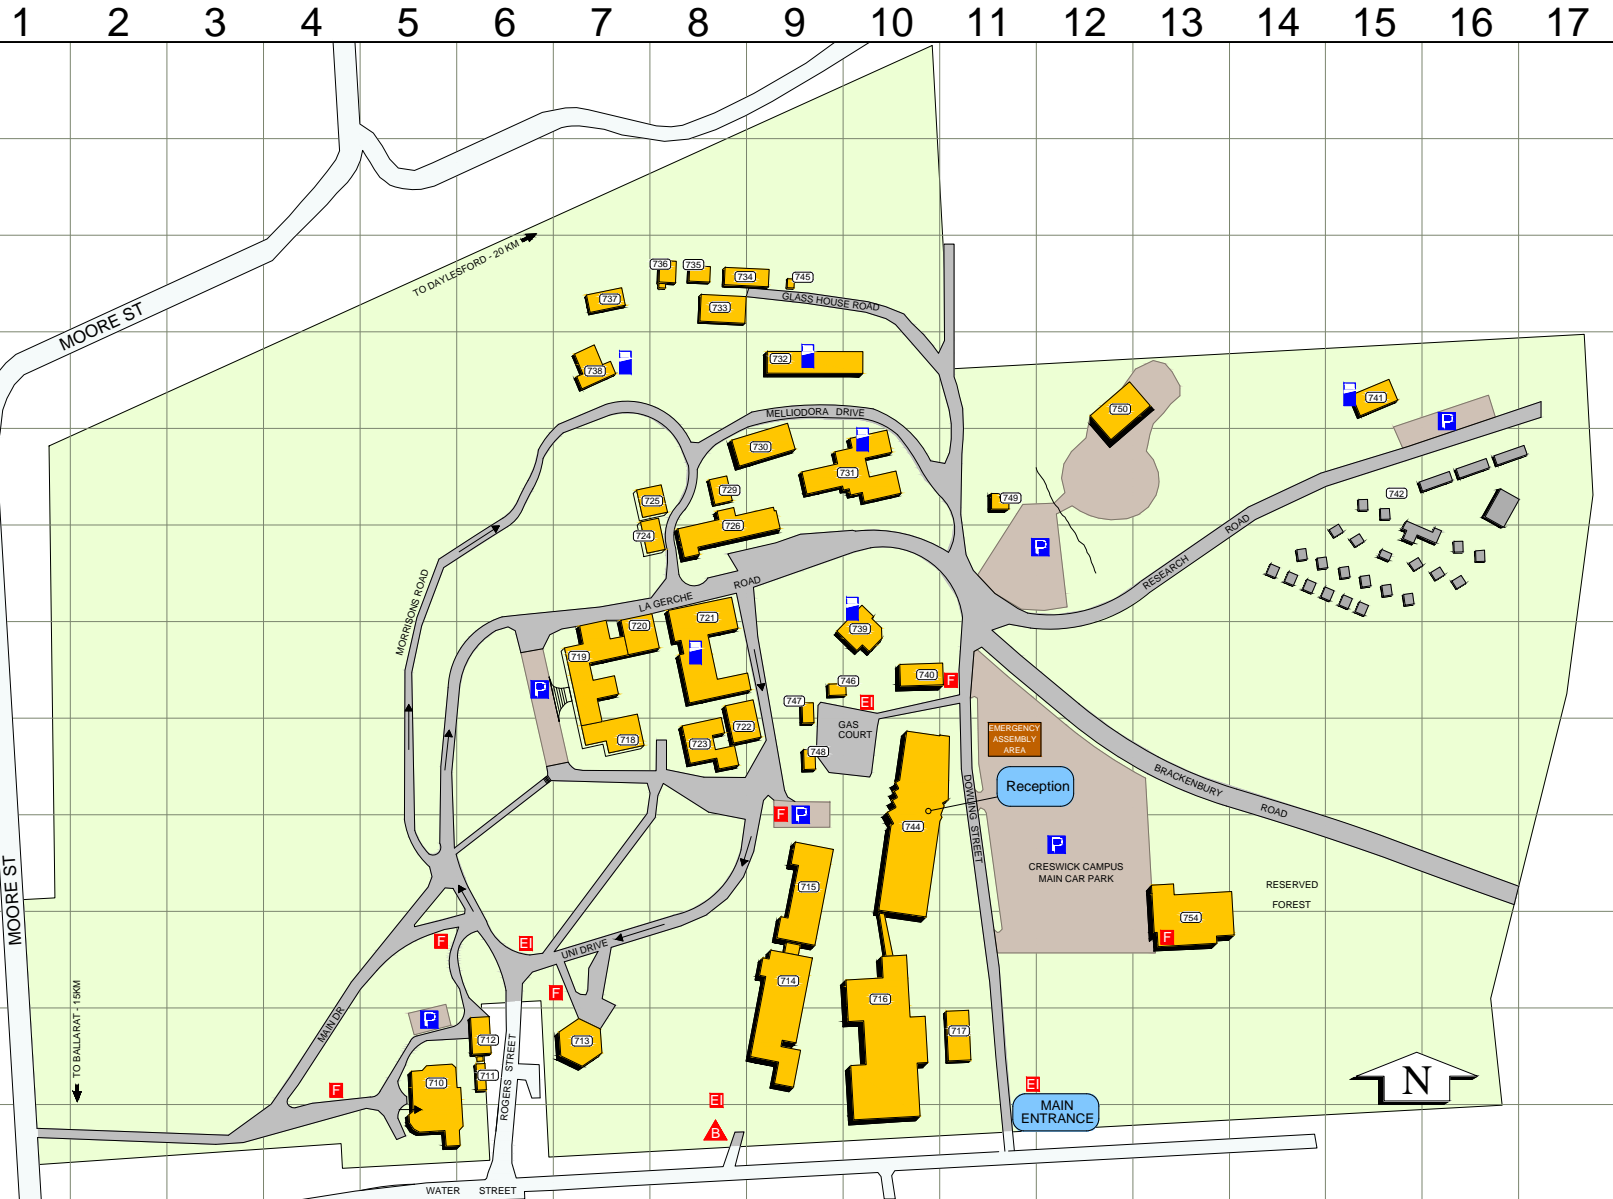 1 2 3 4 5 6 7 8 9 10 11 12 13 14 15 16 17
TO DAYLESFORD - 20 KM
736
735
734
745
737
733
GLASS HOUSE ROAD
MOORE ST
738
732
750
741
P
MELLIODORA DRIVE
730
731
729
725
726
724
749
742
P
RESEARCH ROAD
MORRISONS ROAD
LA GERCHE ROAD
721
720
719
739
740
F
746
EI
747
P
718
722
723
748
GAS
COURT
EMERGENCY
ASSEMBLY
AREA
Reception
BRACKENBURY ROAD
DOWLING STREET
F
P
744
P
CRESWICK CAMPUS
MAIN CAR PARK
RESERVED
FOREST
715
754
F
MOORE ST
F
EI
UNI DRIVE
F
714
716
TO BALLARAT - 15KM
MAIN DR
P
712
713
717
711
710
F
ROGERS STREET
EI
B
EI
MAIN
ENTRANCE
N
WATER STREET